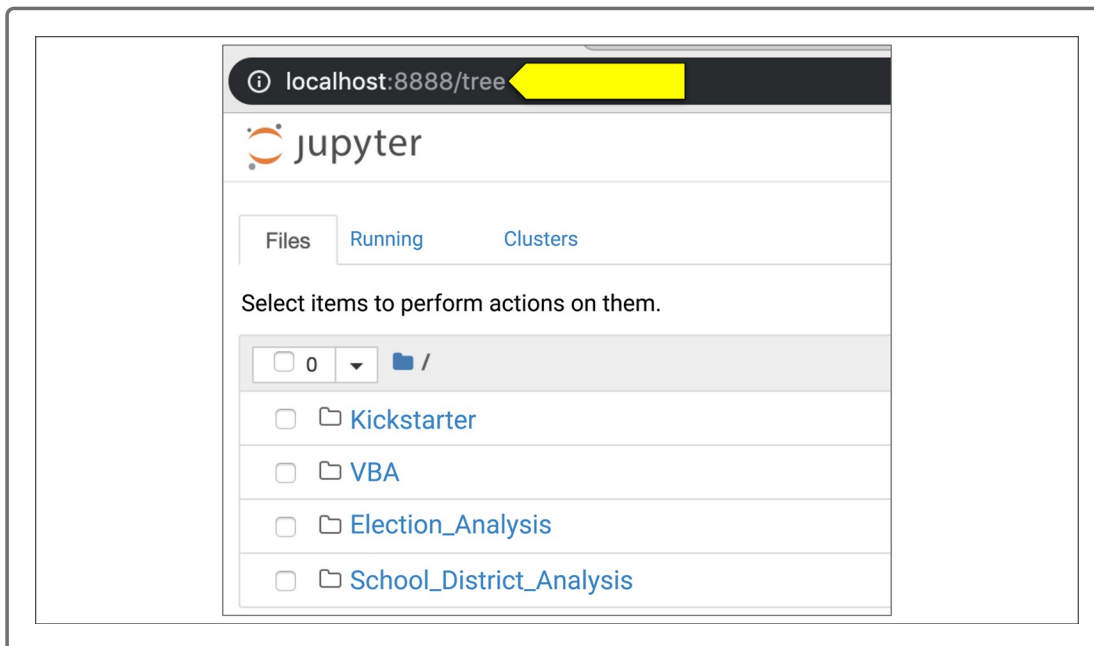 localhost:8888/tree
jupyter
Files Running Clusters
Select items to perform actions on them.
0 /
Kickstarter
VBA
Election_Analysis
School_District_Analysis